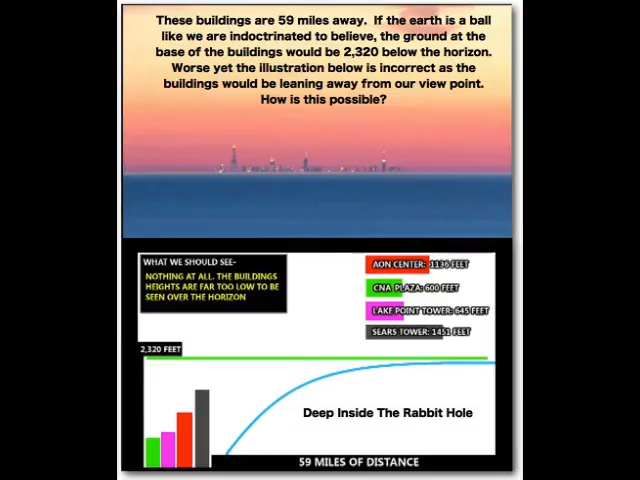 These buildings are 59 miles away. If the earth is a ball
like we are indoctrinated to believe, the ground at the
base of the buildings would be 2,320 below the horizon.
Worse yet the illustration below is incorrect as the
buildings would be leaning away from our view point.
How is this possible?
WHAT WE SHOULD SEE-
NOTHING AT ALL. THE BUILDINGS
HEIGHTS ARE FAR TOO LOW TO BE
SEEN OVER THE HORIZON
AON CENTER: 1136 FEET
CNA PLAZA: 600 FEET
LAKE POINT TOWER: 645 FEET
SEARS TOWER: 1451 FEET
2,320 FEET
Deep Inside The Rabbit Hole
59 MILES OF DISTANCE